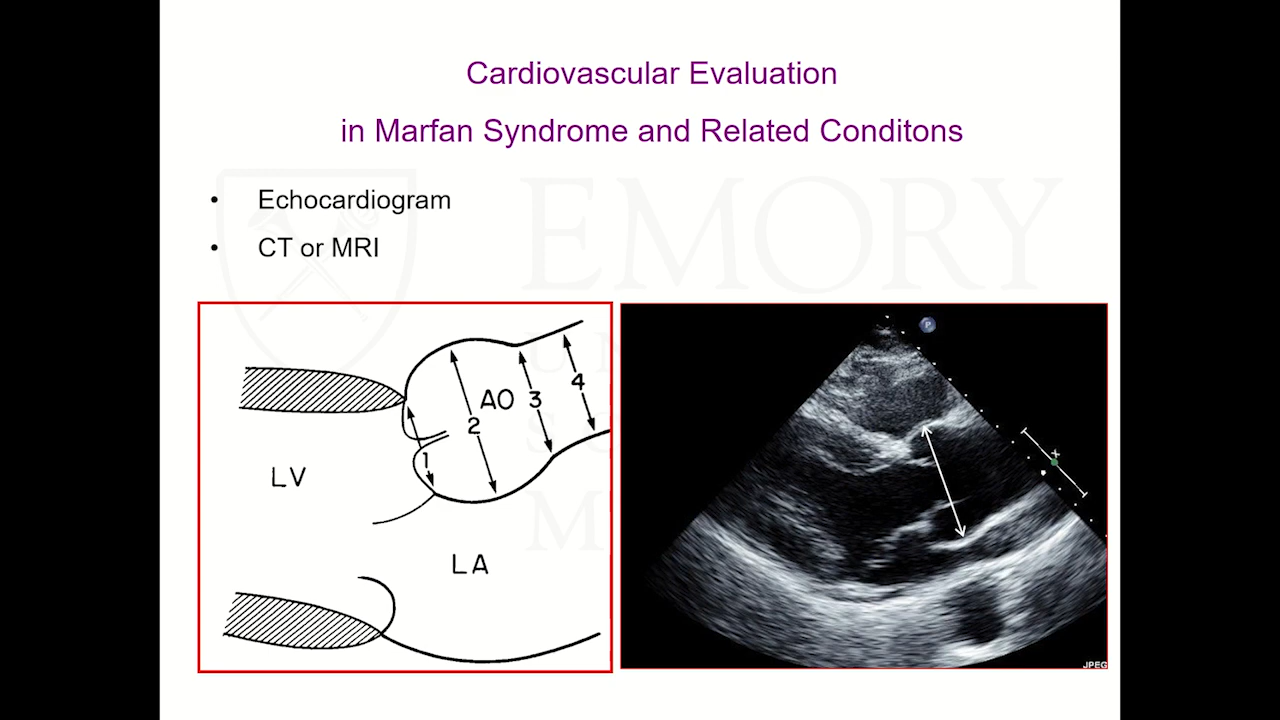 Cardiovascular Evaluation
in Marfan Syndrome and Related Conditons
• Echocardiogram
• CT or MRI
EMORY
AO
1
2
3
4
LV
LA
P
JPEG